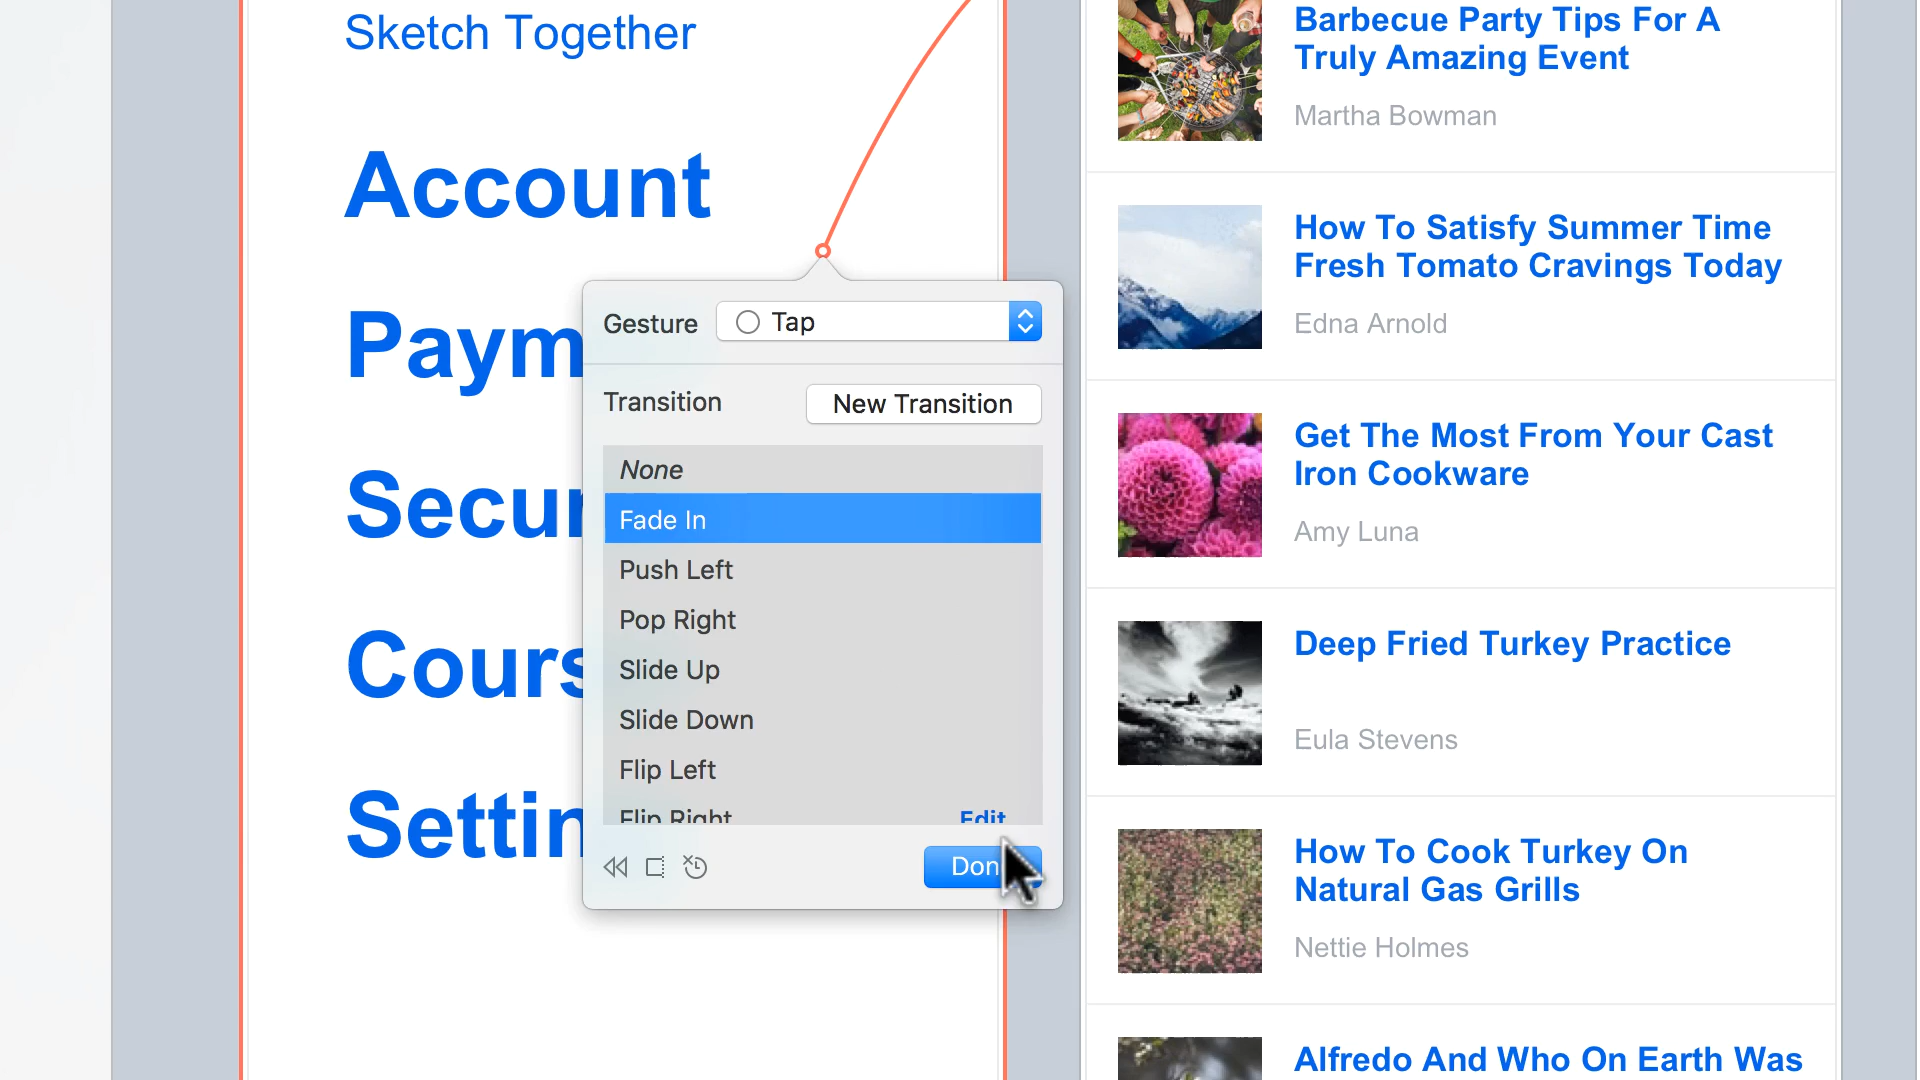 Sketch Together
Account
Paym
Secur
Cours
Settin
Gesture
Tap
Transition
New Transition
None
Fade In
Push Left
Pop Right
Slide Up
Slide Down
Flip Left
Flip Right
Edit
Don
Barbecue Party Tips For A
Truly Amazing Event
Martha Bowman
How To Satisfy Summer Time
Fresh Tomato Cravings Today
Edna Arnold
Get The Most From Your Cast
Iron Cookware
Amy Luna
Deep Fried Turkey Practice
Eula Stevens
How To Cook Turkey On
Natural Gas Grills
Nettie Holmes
Alfredo And Who On Earth Was